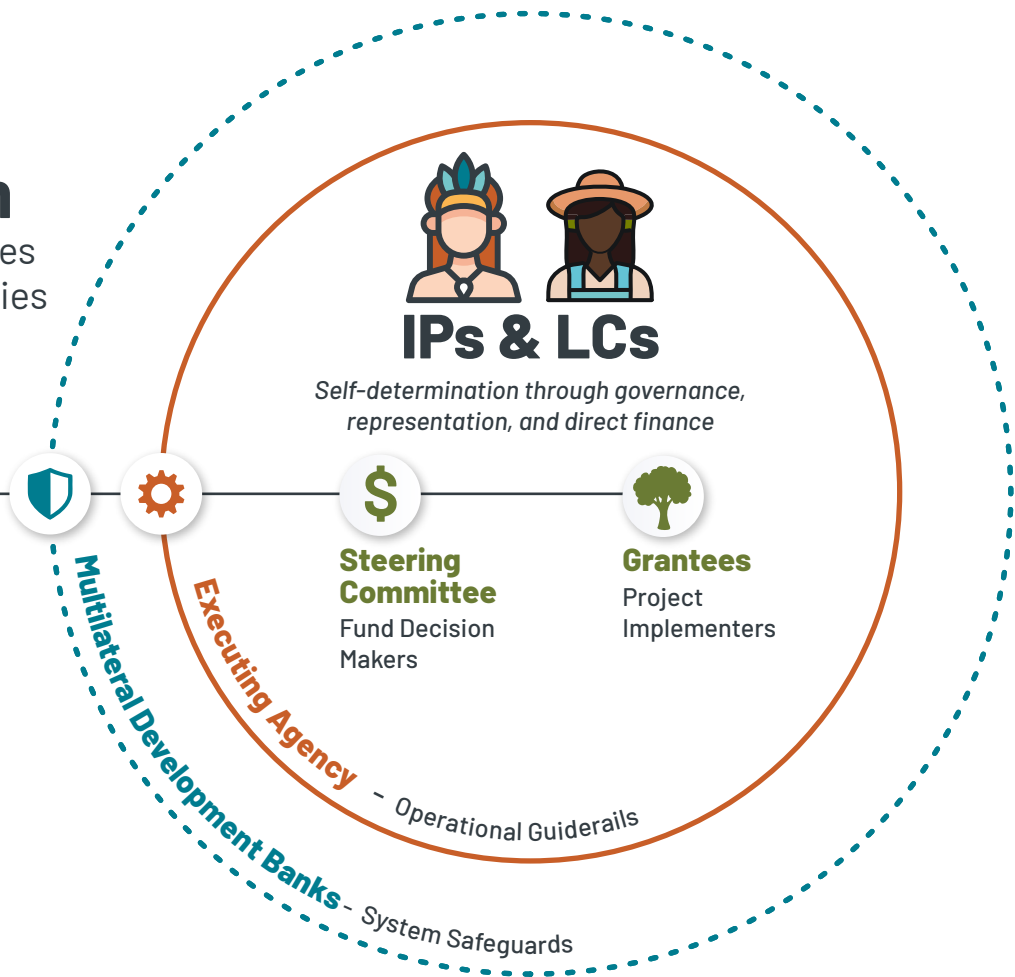 IPs & LCs
Self-determination through governance,
representation, and direct finance
$
Steering
Committee
Fund Decision
Makers
Grantees
Project
Implementers
Executing Agency – Operational Guiderails
Multilateral Development Banks - System Safeguards